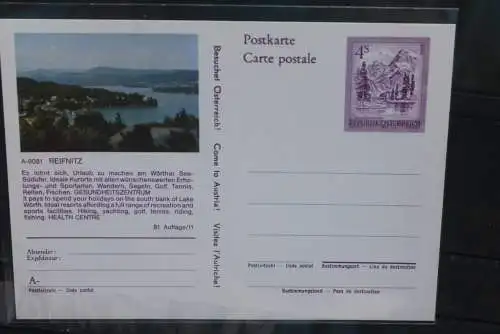 A-9081 REIFNITZ
Es lohnt sich, Urlaub zu machen am Wörther See-
Südufer. Ideale Kurorte mit allen wünschenswerten Erho-
lungs- und Sportarten. Wandern, Segeln, Golf, Tennis,
Reiten, Fischen. GESUNDHEITSZENTRUM
It pays to spend your holidays on the south bank of Lake
Wörth. Ideal resorts affording a full range of recreation and
sports facilities. Hiking, yachting, golf, tennis, riding,
fishing. HEALTH CENTRE
81. Auflage/11
Absender:
Expéditeur:
A-
Postleitzahl — Code postal
Besuchet Österreich! Come to Austria! Visitez l'Autriche!
Postkarte
Carte postale
4 S
REPUBLIK ÖSTERREICH
Postleitzahl — Code postal Bestimmungsort — Lieu de destination
Bestimmungsland — Pays de destination